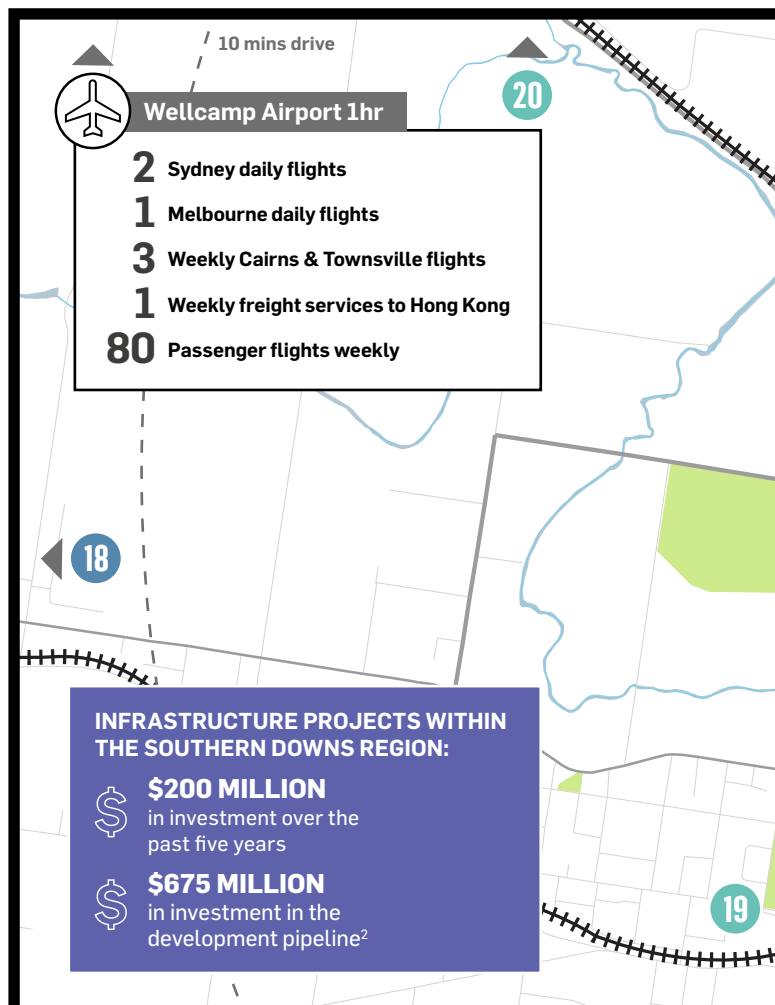 10 mins drive
20
Wellcamp Airport 1hr
2 Sydney daily flights
1 Melbourne daily flights
3 Weekly Cairns & Townsville flights
1 Weekly freight services to Hong Kong
80 Passenger flights weekly
18
INFRASTRUCTURE PROJECTS WITHIN
THE SOUTHERN DOWNS REGION:
$ $200 MILLION
in investment over the
past five years
$ $675 MILLION
in investment in the
development pipeline²
19